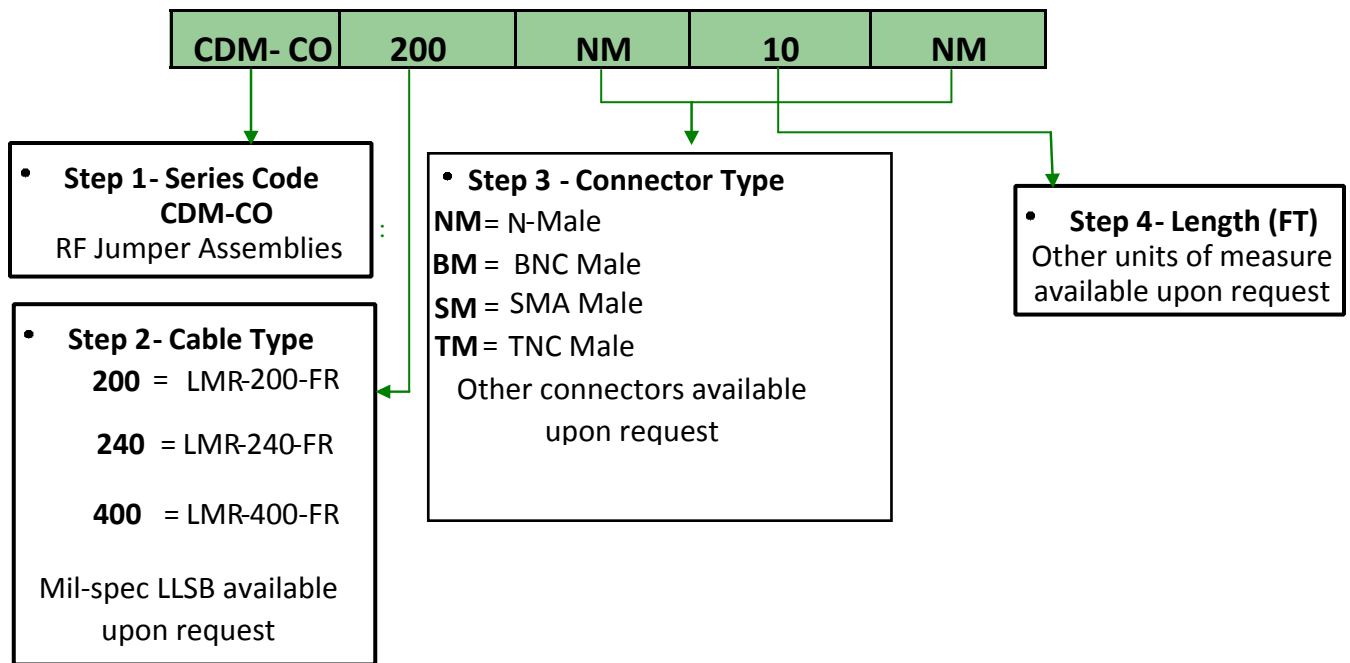 CDM- CO 200 NM 10 NM
• Step 1- Series Code
CDM-CO
RF Jumper Assemblies
:
• Step 2- Cable Type
200 = LMR-200-FR
240 = LMR-240-FR
400 = LMR-400-FR
Mil-spec LLSB available
upon request
• Step 3 - Connector Type
NM = N-Male
BM = BNC Male
SM = SMA Male
TM = TNC Male
Other connectors available
upon request
• Step 4- Length (FT)
Other units of measure
available upon request